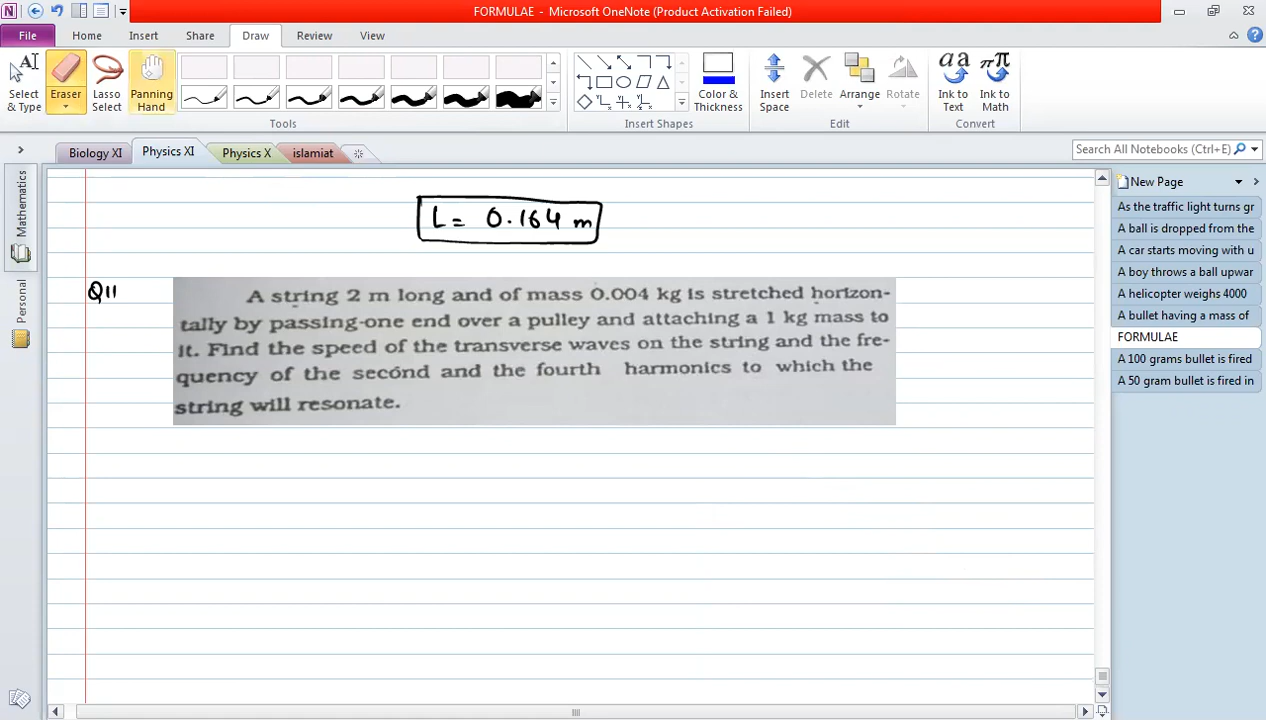 FORMULAE - Microsoft OneNote (Product Activation Failed)
File Home Insert Share Draw Review View
Select & Type
Eraser
Lasso Select
Panning Hand
Color & Thickness
Insert Space
Delete
Arrange
Rotate
Ink to Text
Ink to Math
Tools
Insert Shapes
Edit
Convert
Biology XI
Physics XI
Physics X
islamiat
Search All Notebooks (Ctrl+E)
Mathematics
Personal
New Page
As the traffic light turns gr
A ball is dropped from the
A car starts moving with u
A boy throws a ball upwar
A helicopter weighs 4000
A bullet having a mass of
FORMULAE
A 100 grams bullet is fired
A 50 gram bullet is fired in
L = 0.164 m
Q11
A string 2 m long and of mass 0.004 kg is stretched horizon-
tally by passing-one end over a pulley and attaching a 1 kg mass to
it. Find the speed of the transverse waves on the string and the fre-
quency of the second and the fourth harmonics to which the
string will resonate.